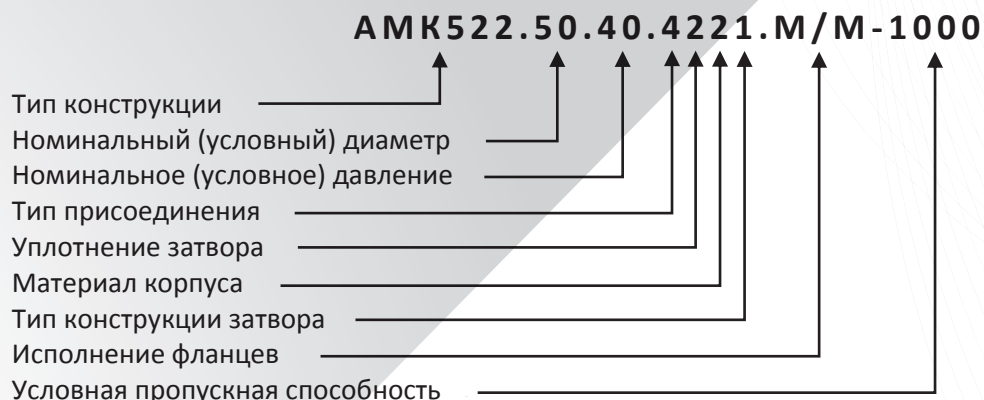 АМК522.50.40.4221.М/М-1000
Тип конструкции
Номинальный (условный) диаметр
Номинальное (условное) давление
Тип присоединения
Уплотнение затвора
Материал корпуса
Тип конструкции затвора
Исполнение фланцев
Условная пропускная способность